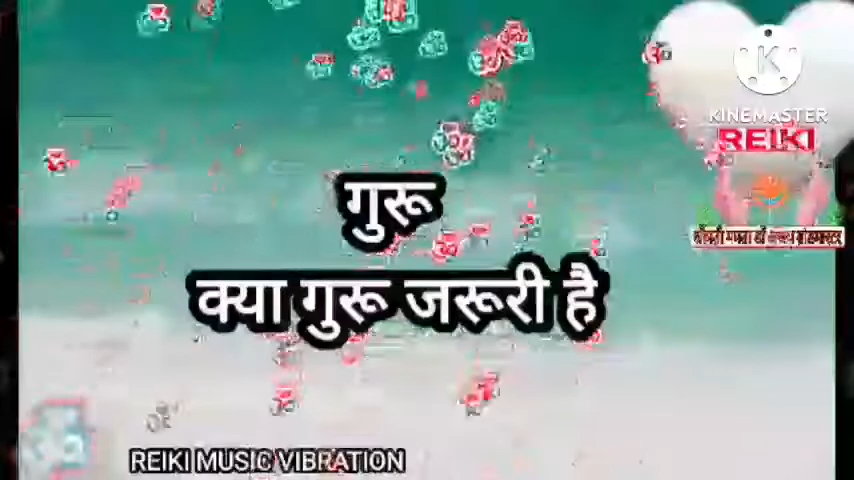 K
KINEMASTER
REIKI
गुरू
क्या गुरू जरूरी है
REIKI MUSIC VIBRATION